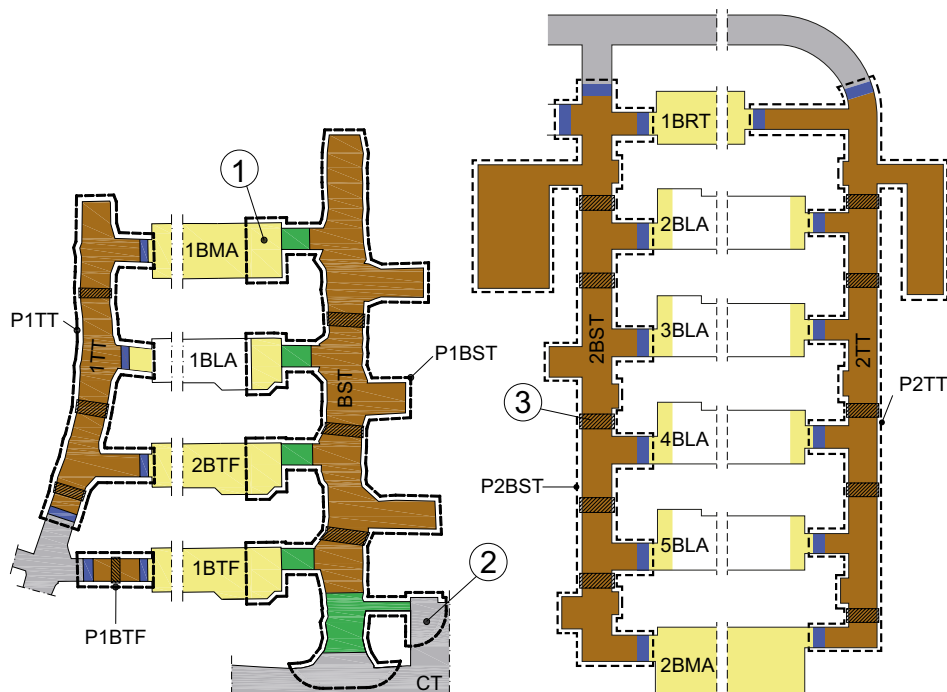 1
1BMA
P1TT
1TT
1BLA
BST
P1BST
2BTF
1BTF
2
P1BTF
CT
1BRT
2BLA
3BLA
2BST
2TT
3
P2TT
4BLA
P2BST
5BLA
2BMA